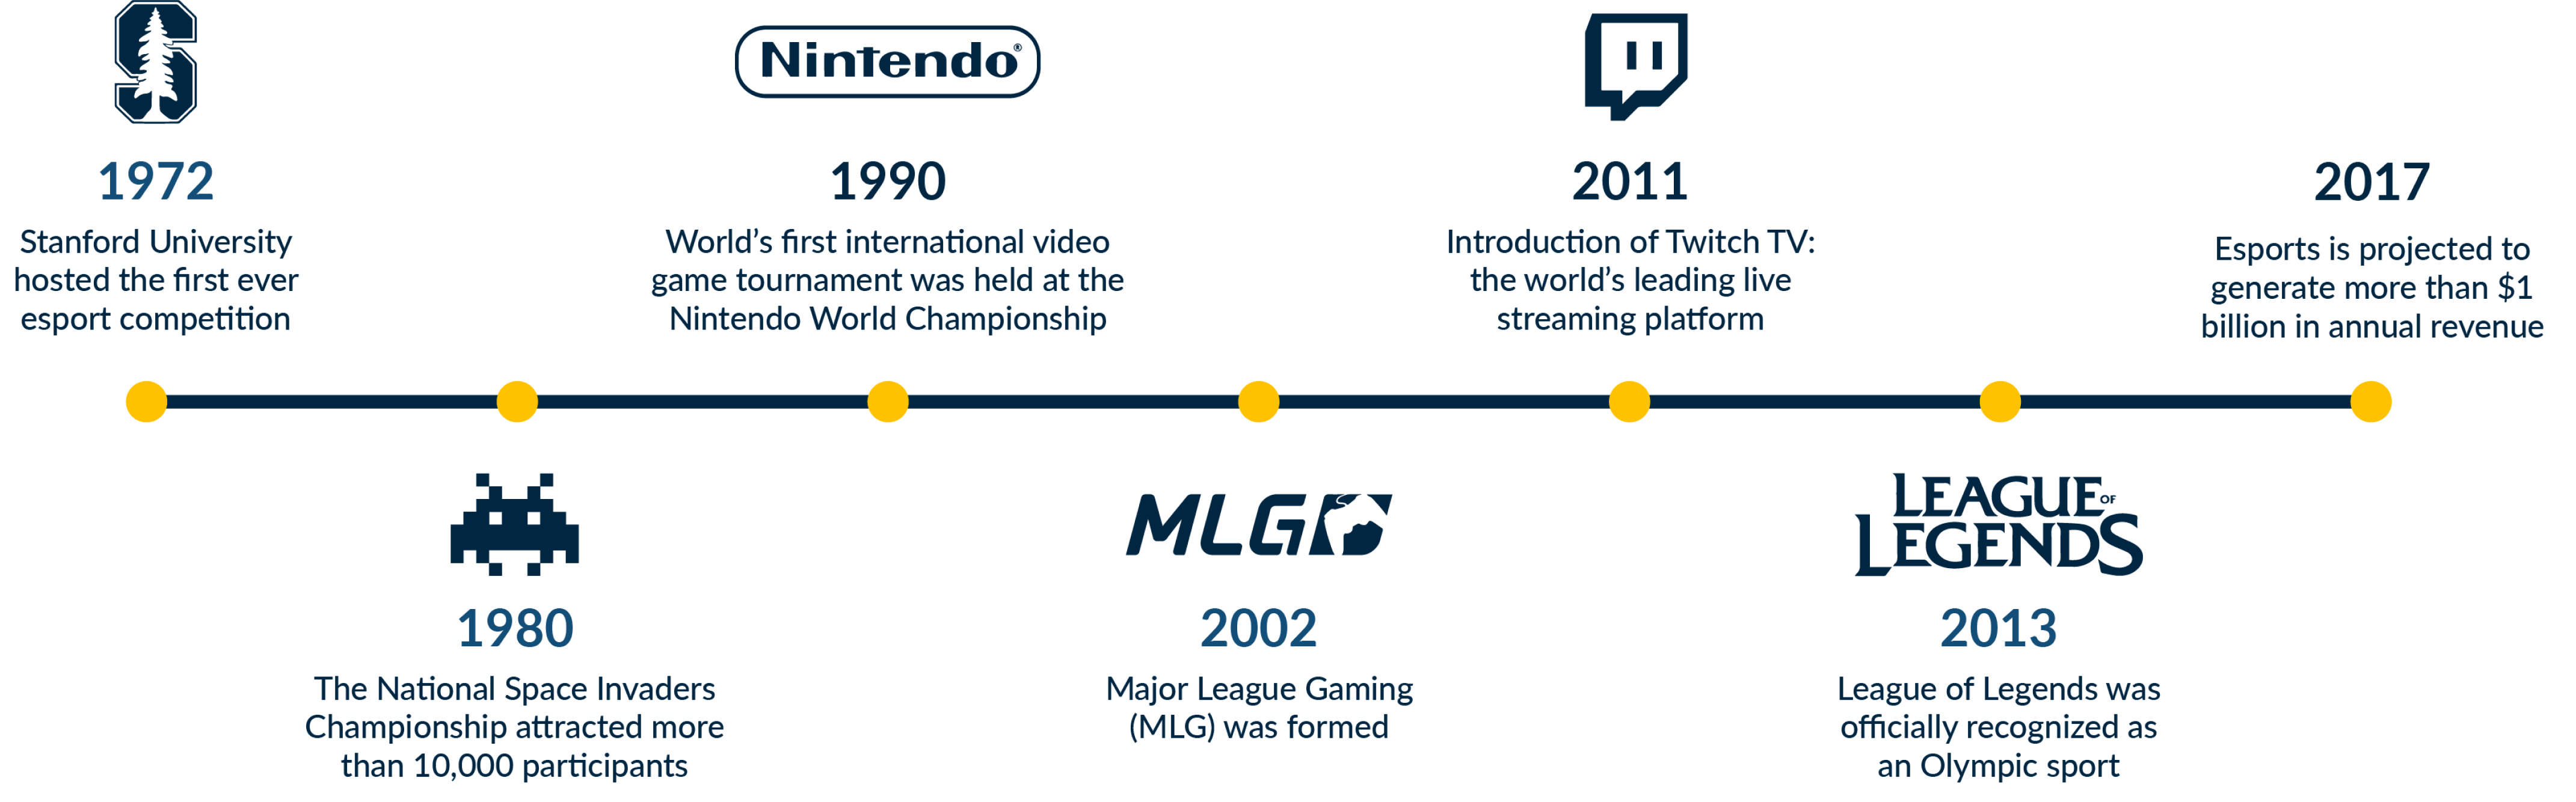 1972
Stanford University
hosted the first ever
esport competition
Nintendo®
1990
World's first international video
game tournament was held at the
Nintendo World Championship
2011
Introduction of Twitch TV:
the world's leading live
streaming platform
2017
Esports is projected to
generate more than $1
billion in annual revenue
1980
The National Space Invaders
Championship attracted more
than 10,000 participants
MLG
2002
Major League Gaming
(MLG) was formed
LEAGUE OF
LEGENDS
2013
League of Legends was
officially recognized as
an Olympic sport